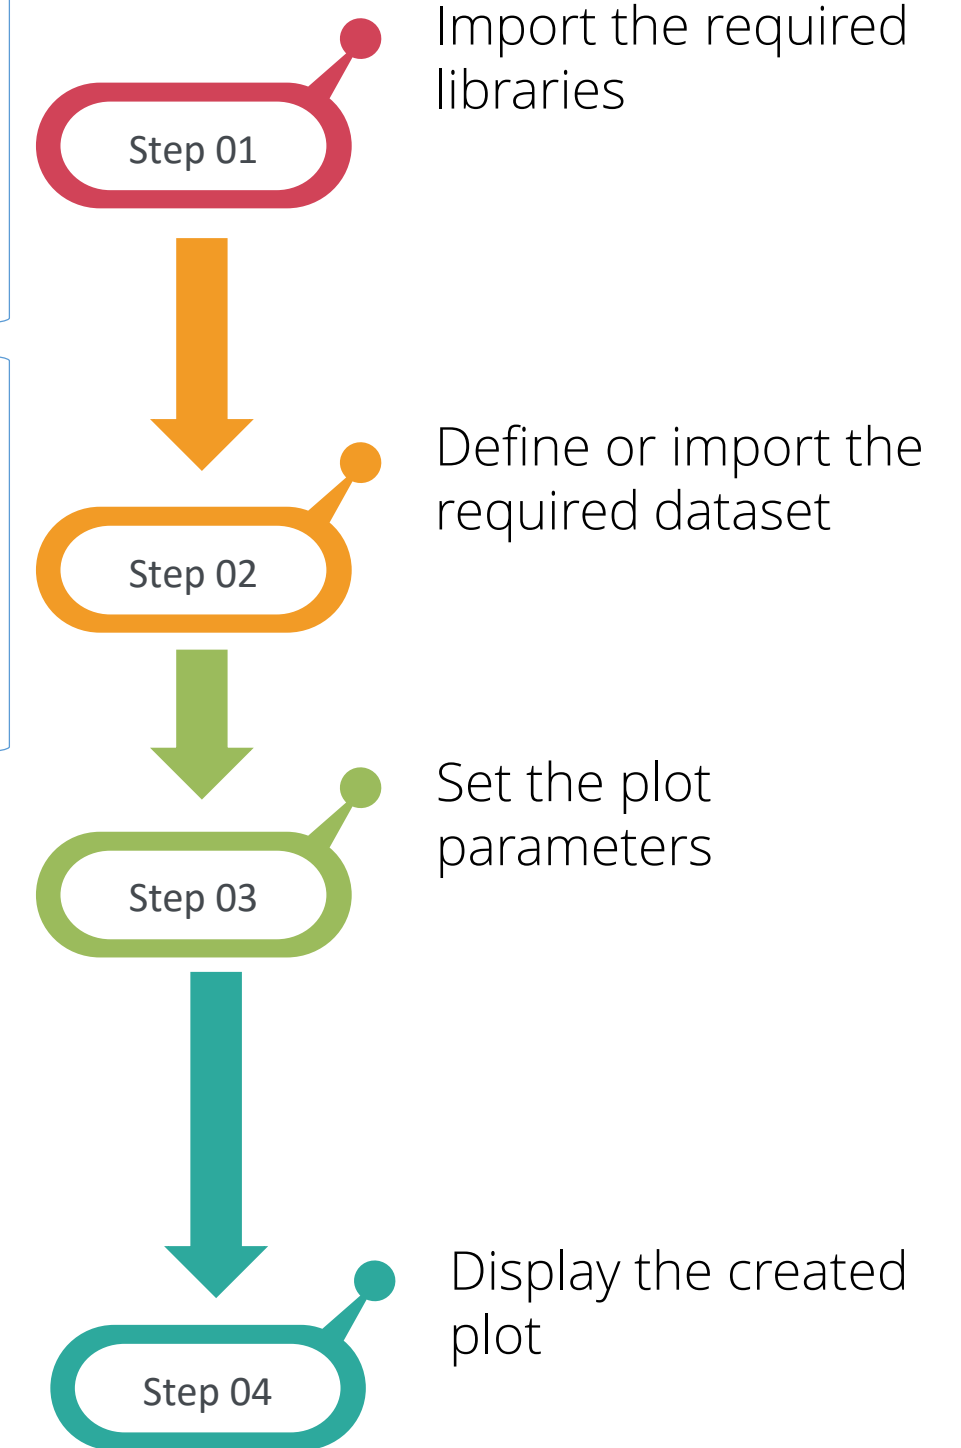 Import the required
libraries
Step 01
Define or import the
required dataset
Step 02
Set the plot
parameters
Step 03
Display the created
plot
Step 04